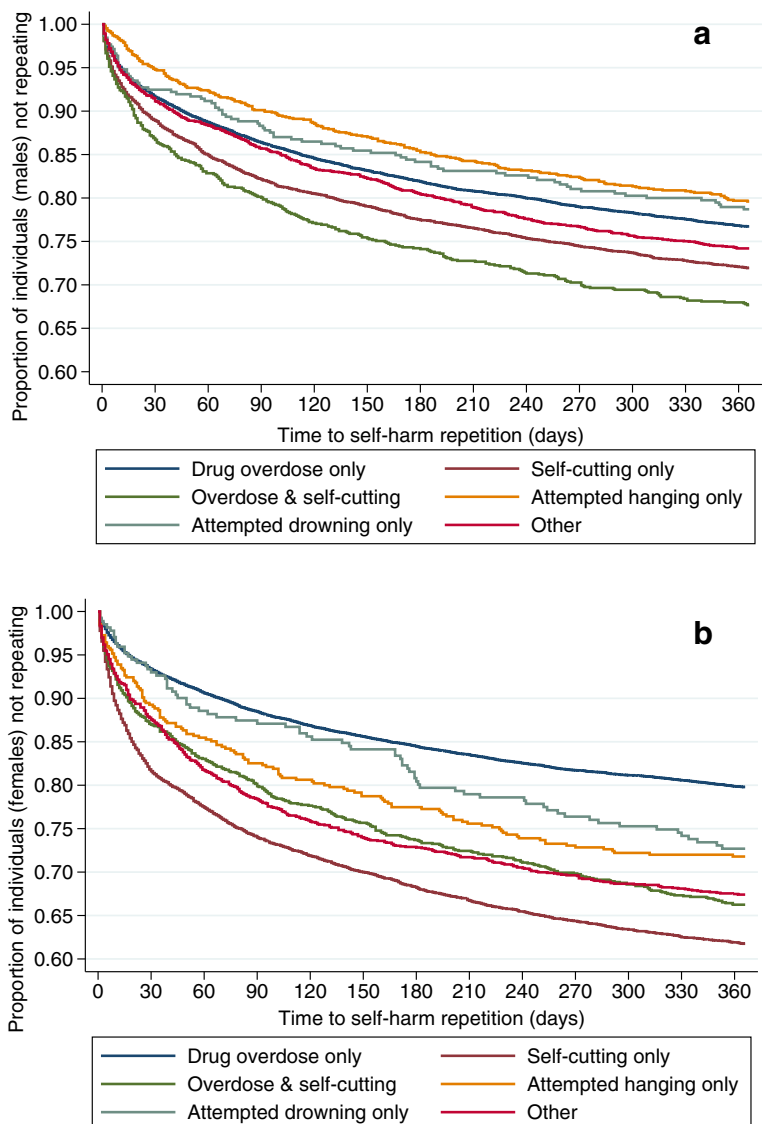 a
Proportion of individuals (males) not repeating
1.00
0.95
0.90
0.85
0.80
0.75
0.70
0.65
0.60
0 30 60 90 120 150 180 210 240 270 300 330 360
Time to self-harm repetition (days)
Drug overdose only Self-cutting only
Overdose & self-cutting Attempted hanging only
Attempted drowning only Other
b
Proportion of individuals (females) not repeating
1.00
0.95
0.90
0.85
0.80
0.75
0.70
0.65
0.60
0 30 60 90 120 150 180 210 240 270 300 330 360
Time to self-harm repetition (days)
Drug overdose only Self-cutting only
Overdose & self-cutting Attempted hanging only
Attempted drowning only Other